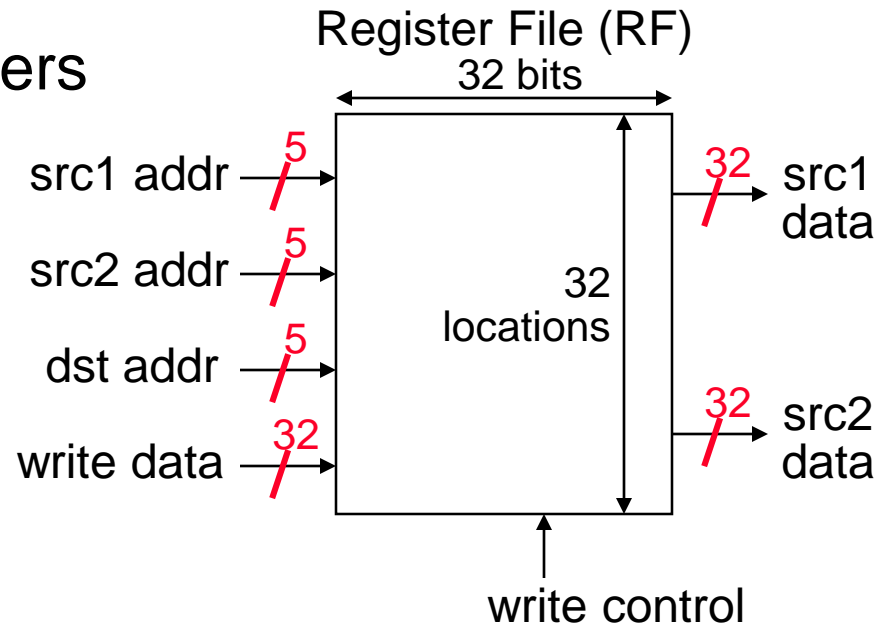 Register File (RF)
ers
32 bits
src1 addr
5
32
src1
data
src2 addr
5
32
locations
dst addr
5
write data
32
32
src2
data
write control